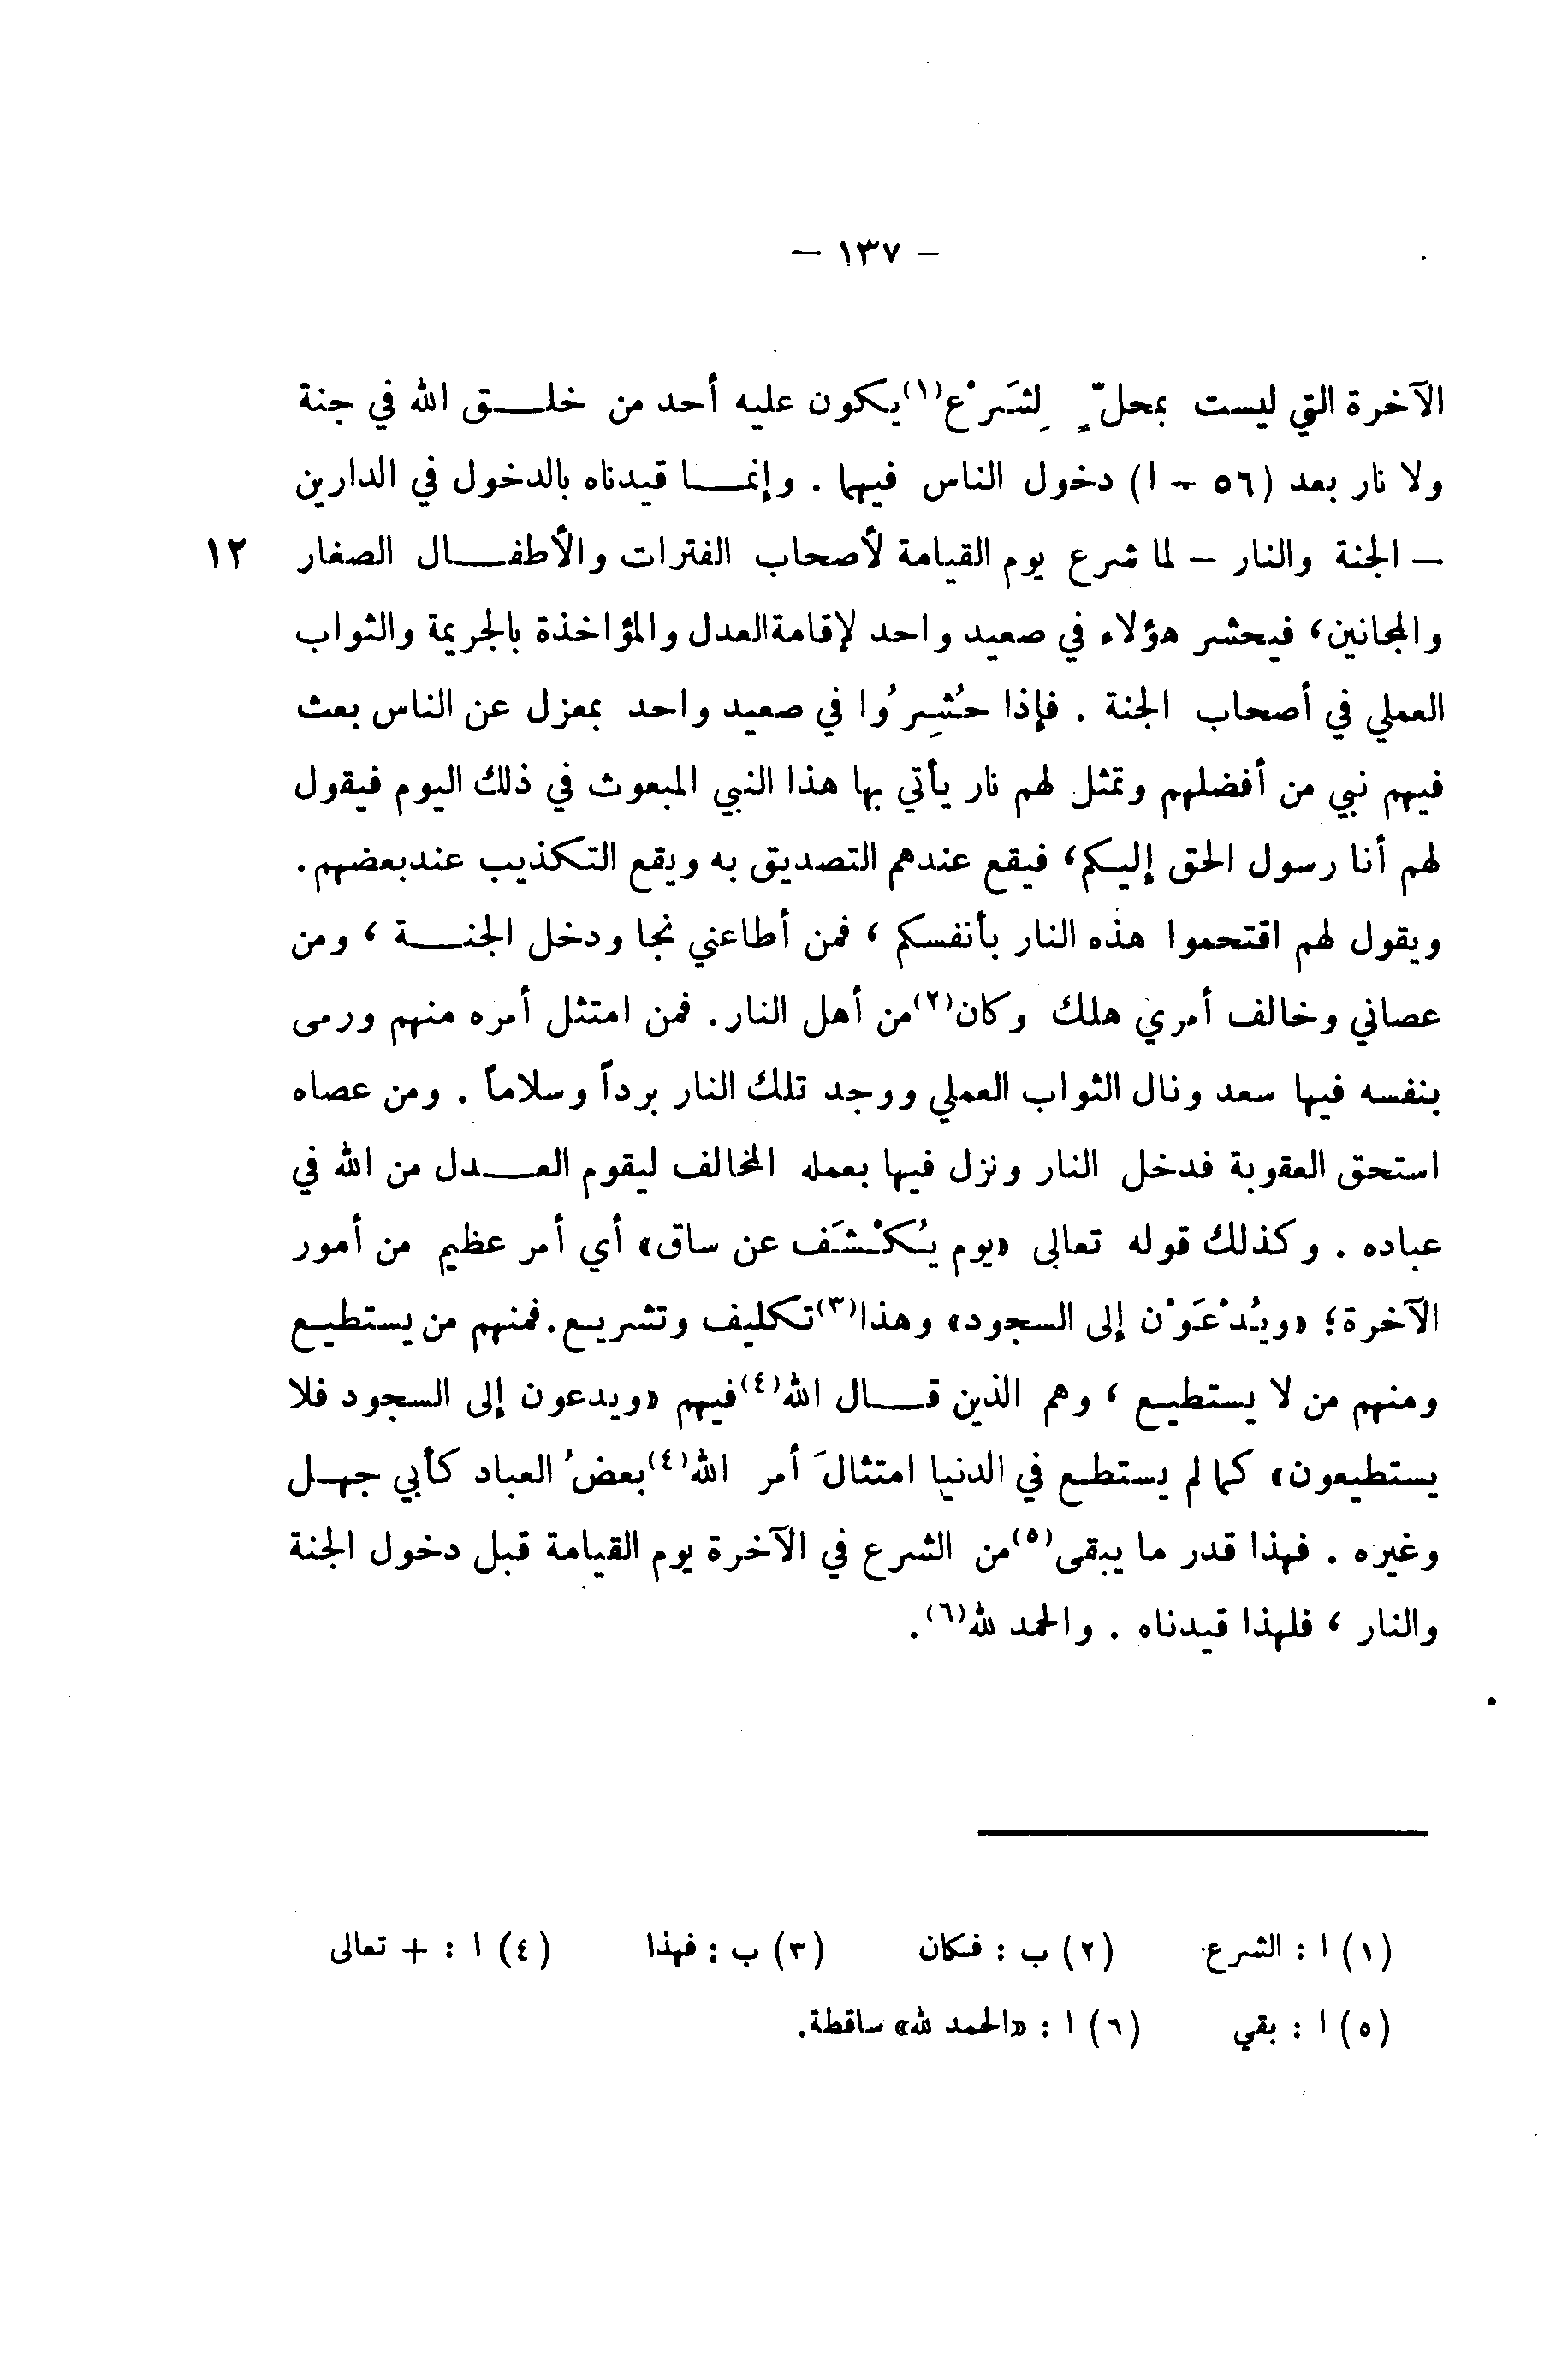 – ١٣٧ –
الآخرة التي ليست بمحلٍّ لِشَرْع(١) يكون عليه أحد من خلق الله في جنة
ولا نار بعد (٥٦ – ا) دخول الناس فيهما . وإنما قيدناه بالدخول في الدارين
– الجنة والنار – لما شرع يوم القيامة لأصحاب الفترات والأطفال الصغار ١٢
والمجانين، فيحشر هؤلاء في صعيد واحد لإقامة العدل والمؤاخذة بالجريمة والثواب
العملي في أصحاب الجنة . فإذا حُشِرُوا في صعيد واحد بمعزل عن الناس بعث
فيهم نبي من أفضلهم وتمثل لهم نار يأتي بها هذا النبي المبعوث في ذلك اليوم فيقول
لهم أنا رسول الحق إليكم، فيقع عندهم التصديق به ويقع التكذيب عند بعضهم.
ويقول لهم اقتحموا هذه النار بأنفسكم ، فمن أطاعني نجا ودخل الجنة ، ومن
عصاني وخالف أمري هلك وكان(٢) من أهل النار. فمن امتثل أمره منهم ورمى
بنفسه فيها سعد ونال الثواب العملي ووجد تلك النار برداً وسلاماً . ومن عصاه
استحق العقوبة فدخل النار ونزل فيها بعمله المخالف ليقوم العدل من الله في
عباده . وكذلك قوله تعالى «يوم يُكْشَف عن ساق» أي أمر عظيم من أمور
الآخرة؛ «ويُدْعَوْن إلى السجود» وهذا(٣) تكليف وتشريع. فمنهم من يستطيع
ومنهم من لا يستطيع ، وهم الذين قال الله(٤) فيهم «ويدعون إلى السجود فلا
يستطيعون» كما لم يستطع في الدنيا امتثالَ أمر الله(٤) بعضُ العباد كأبي جهل
وغيره . فهذا قدر ما يبقى(٥) من الشرع في الآخرة يوم القيامة قبل دخول الجنة
والنار ، فلهذا قيدناه . والحمد لله(٦).
(١) ا : الشرع (٢) ب : فكان (٣) ب : فهذا (٤) ا : + تعالى
(٥) ا : بقي (٦) ا : «الحمد لله» ساقطة.